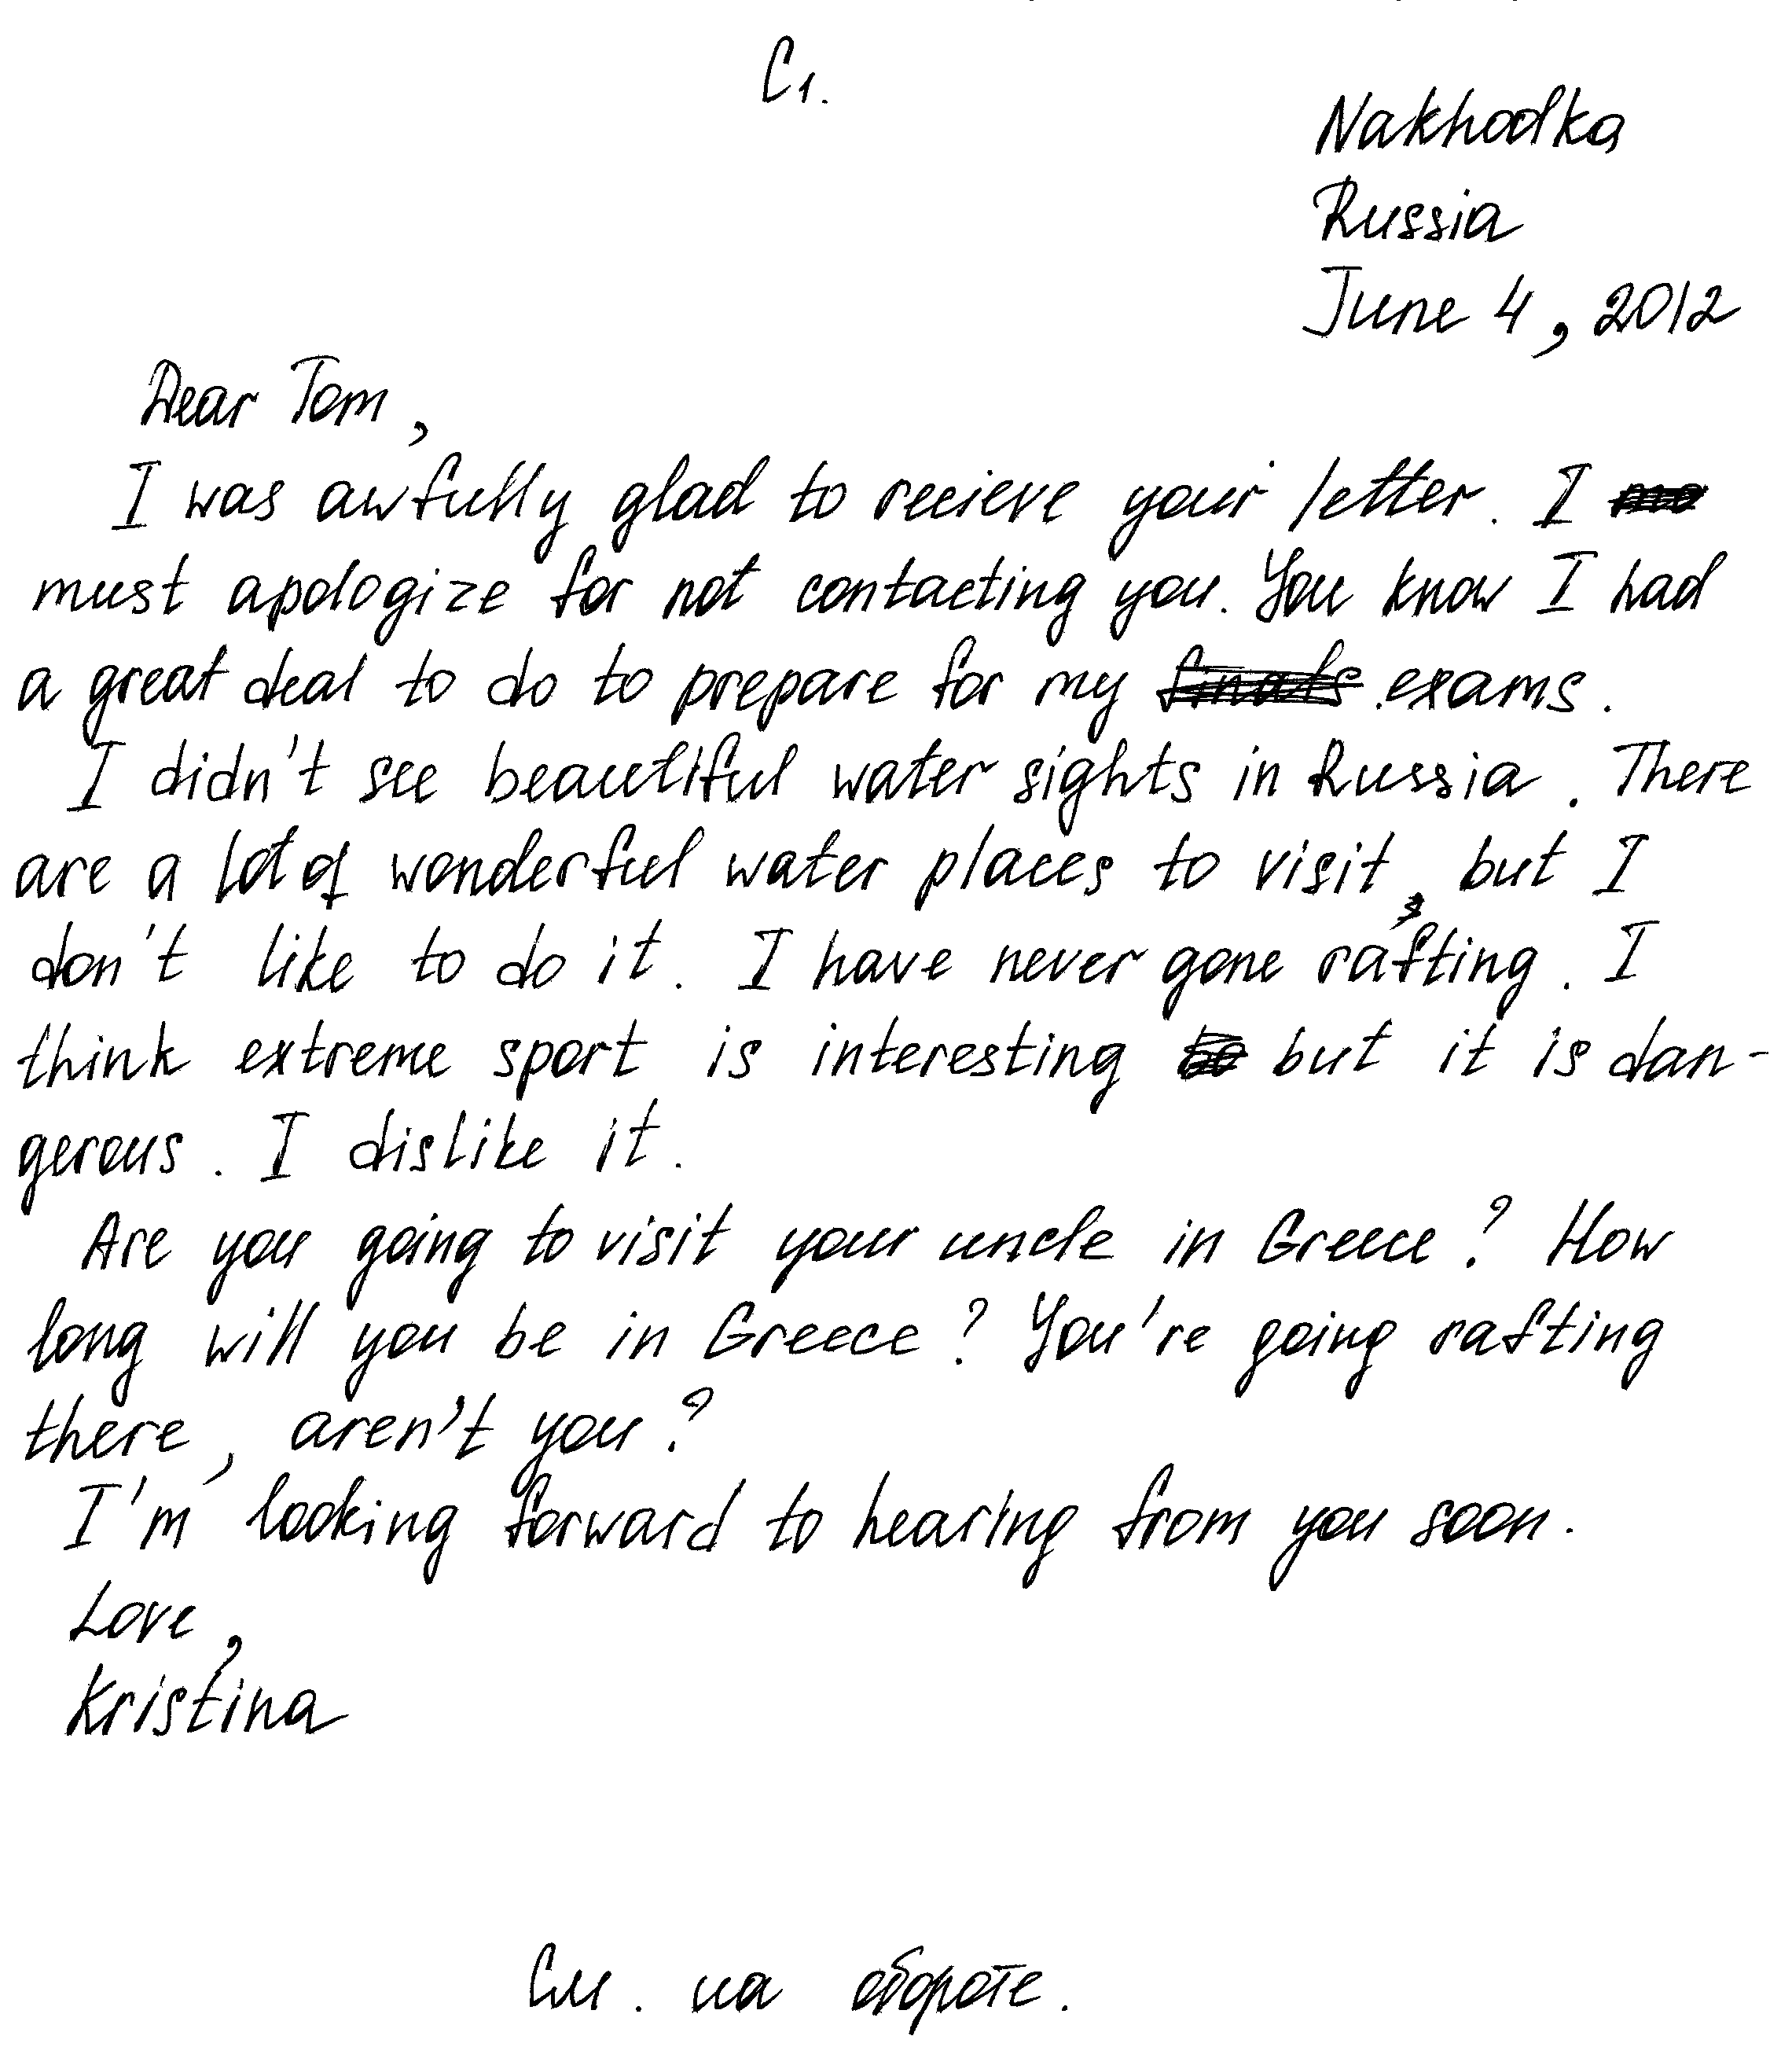 C1.
Nakhodka
Russia
June 4, 2012
Dear Tom,
I was awfully glad to recieve your letter. I
must apologize for not contacting you. You know I had
a great deal to do to prepare for my finals exams.
I didn't see beautiful water sights in Russia. There
are a lot of wonderful water places to visit, but I
don't like to do it. I have never gone rafting. I
think extreme sport is interesting but it is dan-
gerous. I dislike it.
Are you going to visit your uncle in Greece? How
long will you be in Greece? You're going rafting
there, aren't you?
I'm looking forward to hearing from you soon.
Love,
Kristina
См. на обороте.